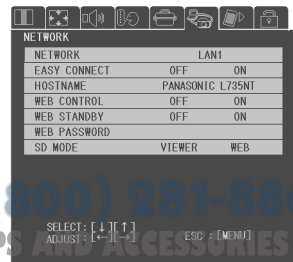 NETWORK
NETWORK LAN1
EASY CONNECT OFF ON
HOSTNAME PANASONIC L735NT
WEB CONTROL OFF ON
WEB STANDBY OFF ON
WEB PASSWORD
SD MODE VIEWER WEB
800) 281-88
SELECT:[↓][↑]
ADJUST:[←][→] ESC :[MENU]
PS AND ACCESSORIES